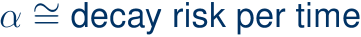 α ≅ decay risk per time